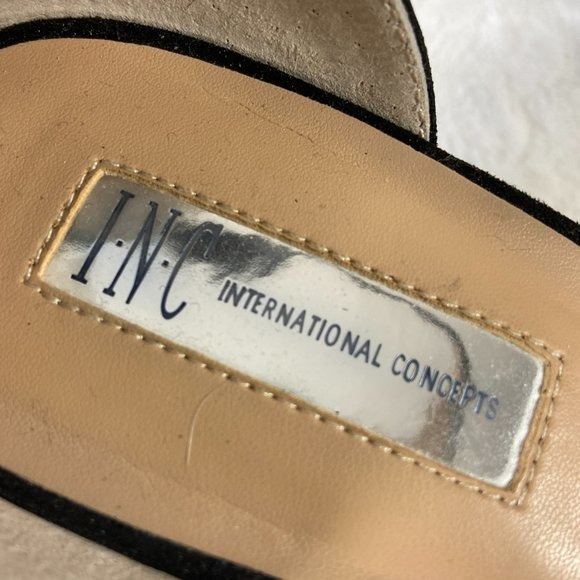 I·N·C INTERNATIONAL CONCEPTS